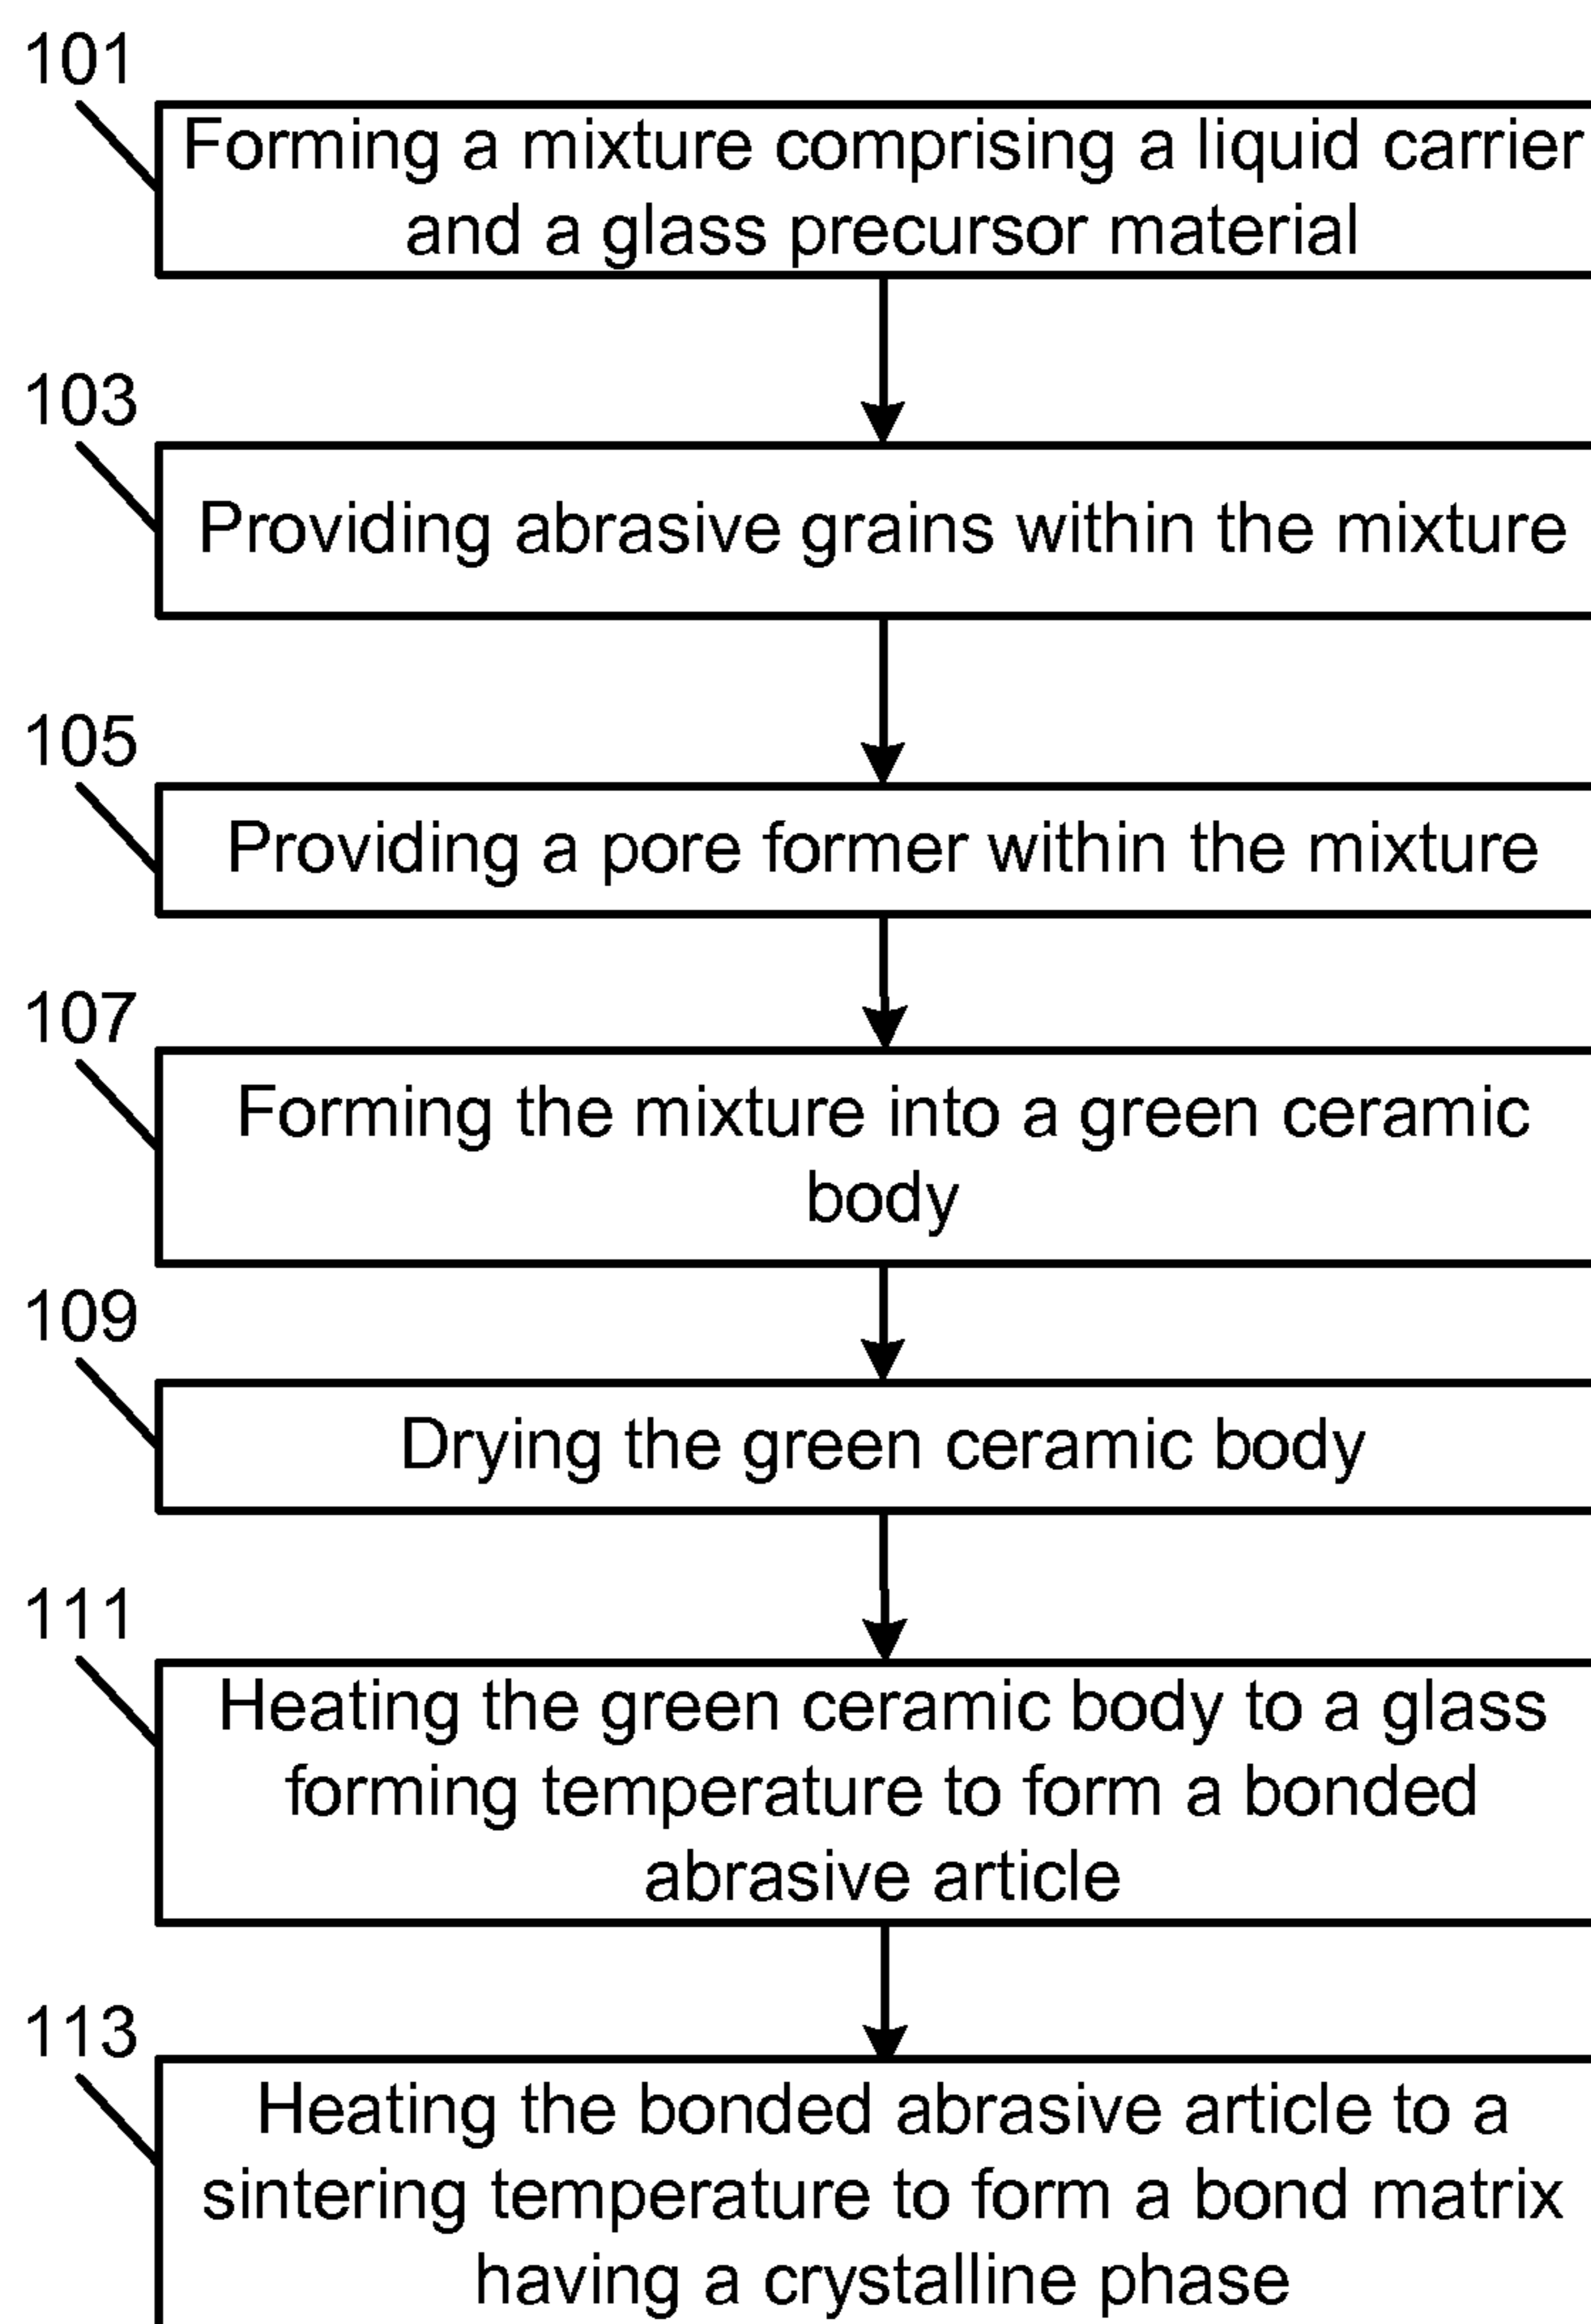 101
Forming a mixture comprising a liquid carrier
and a glass precursor material
103
Providing abrasive grains within the mixture
105
Providing a pore former within the mixture
107
Forming the mixture into a green ceramic
body
109
Drying the green ceramic body
111
Heating the green ceramic body to a glass
forming temperature to form a bonded
abrasive article
113
Heating the bonded abrasive article to a
sintering temperature to form a bond matrix
having a crystalline phase